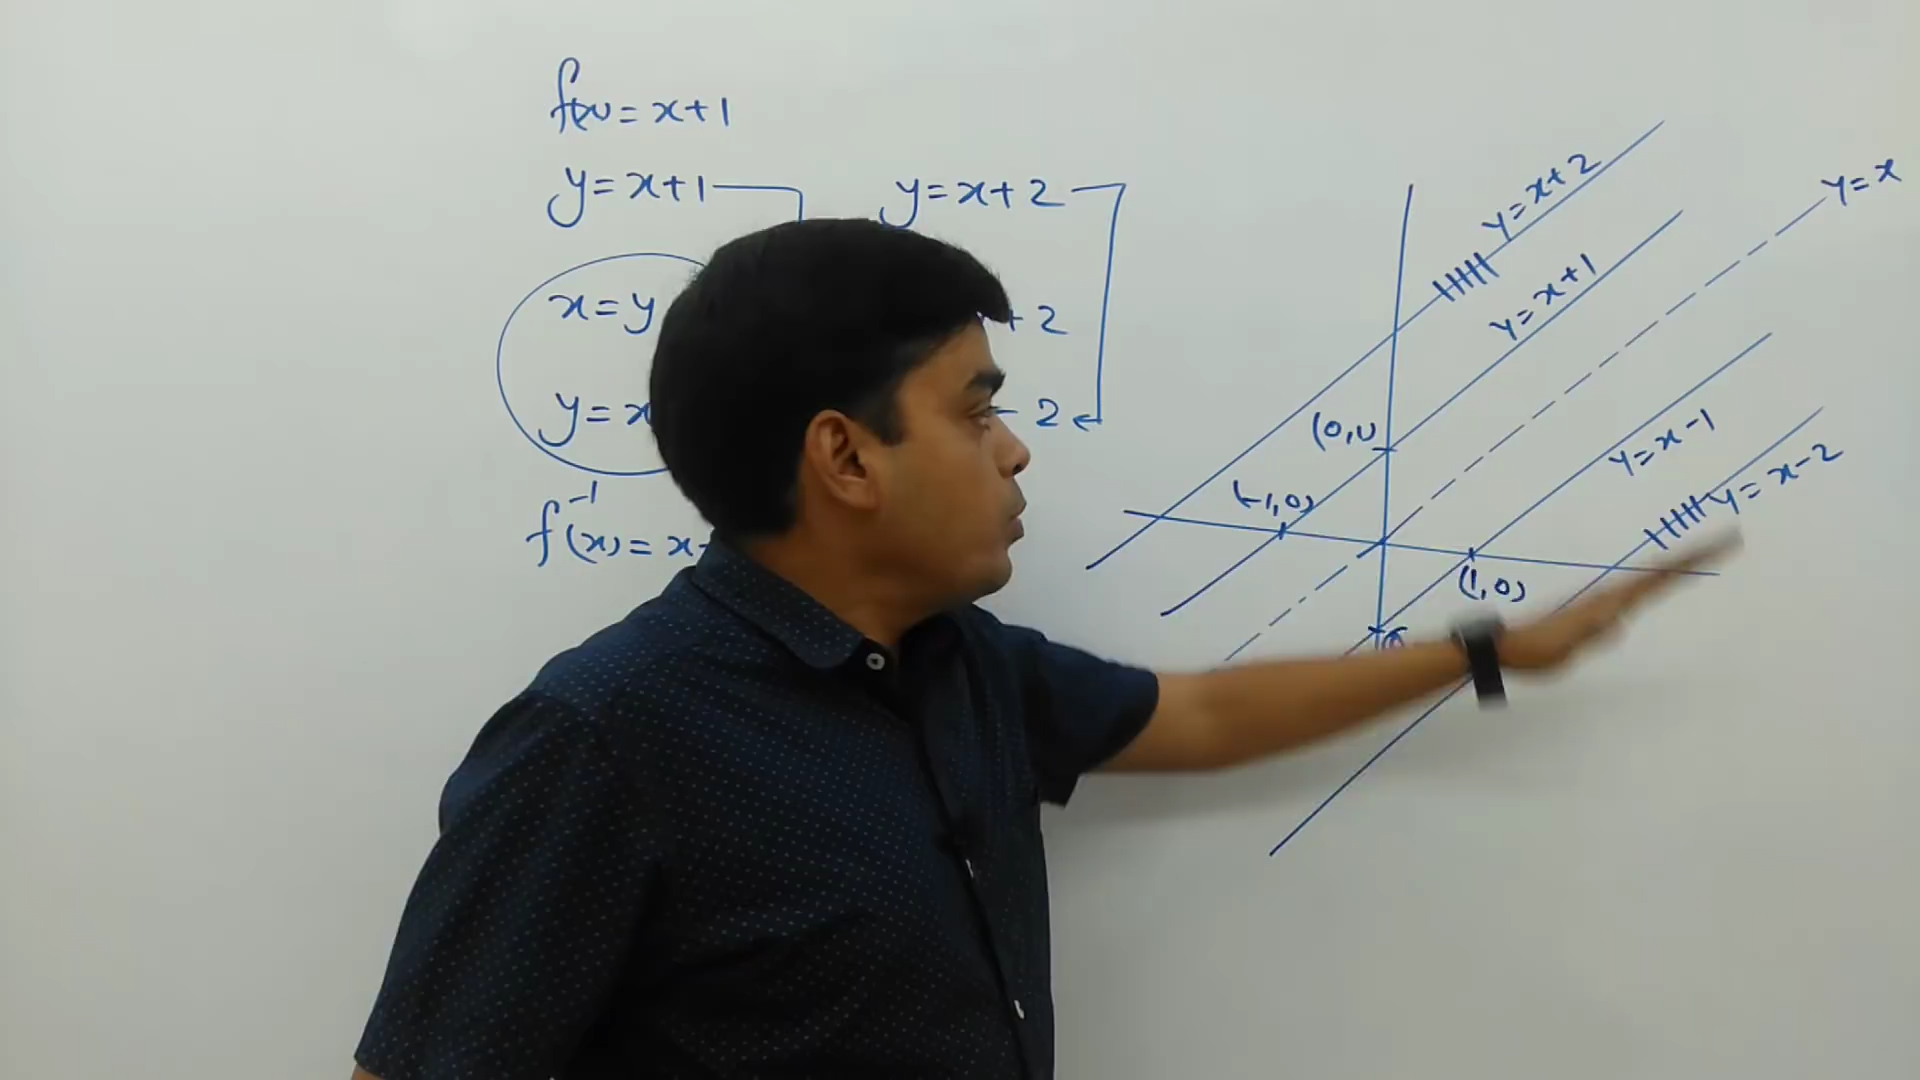 f(x) = x+1
y = x+1
x = y
y = x
f⁻¹(x) = x-
y = x+2
+ 2
- 2
y = x+2
y = x
y = x+1
(0,1)
(-1,0)
y = x-1
y = x-2
(1,0)